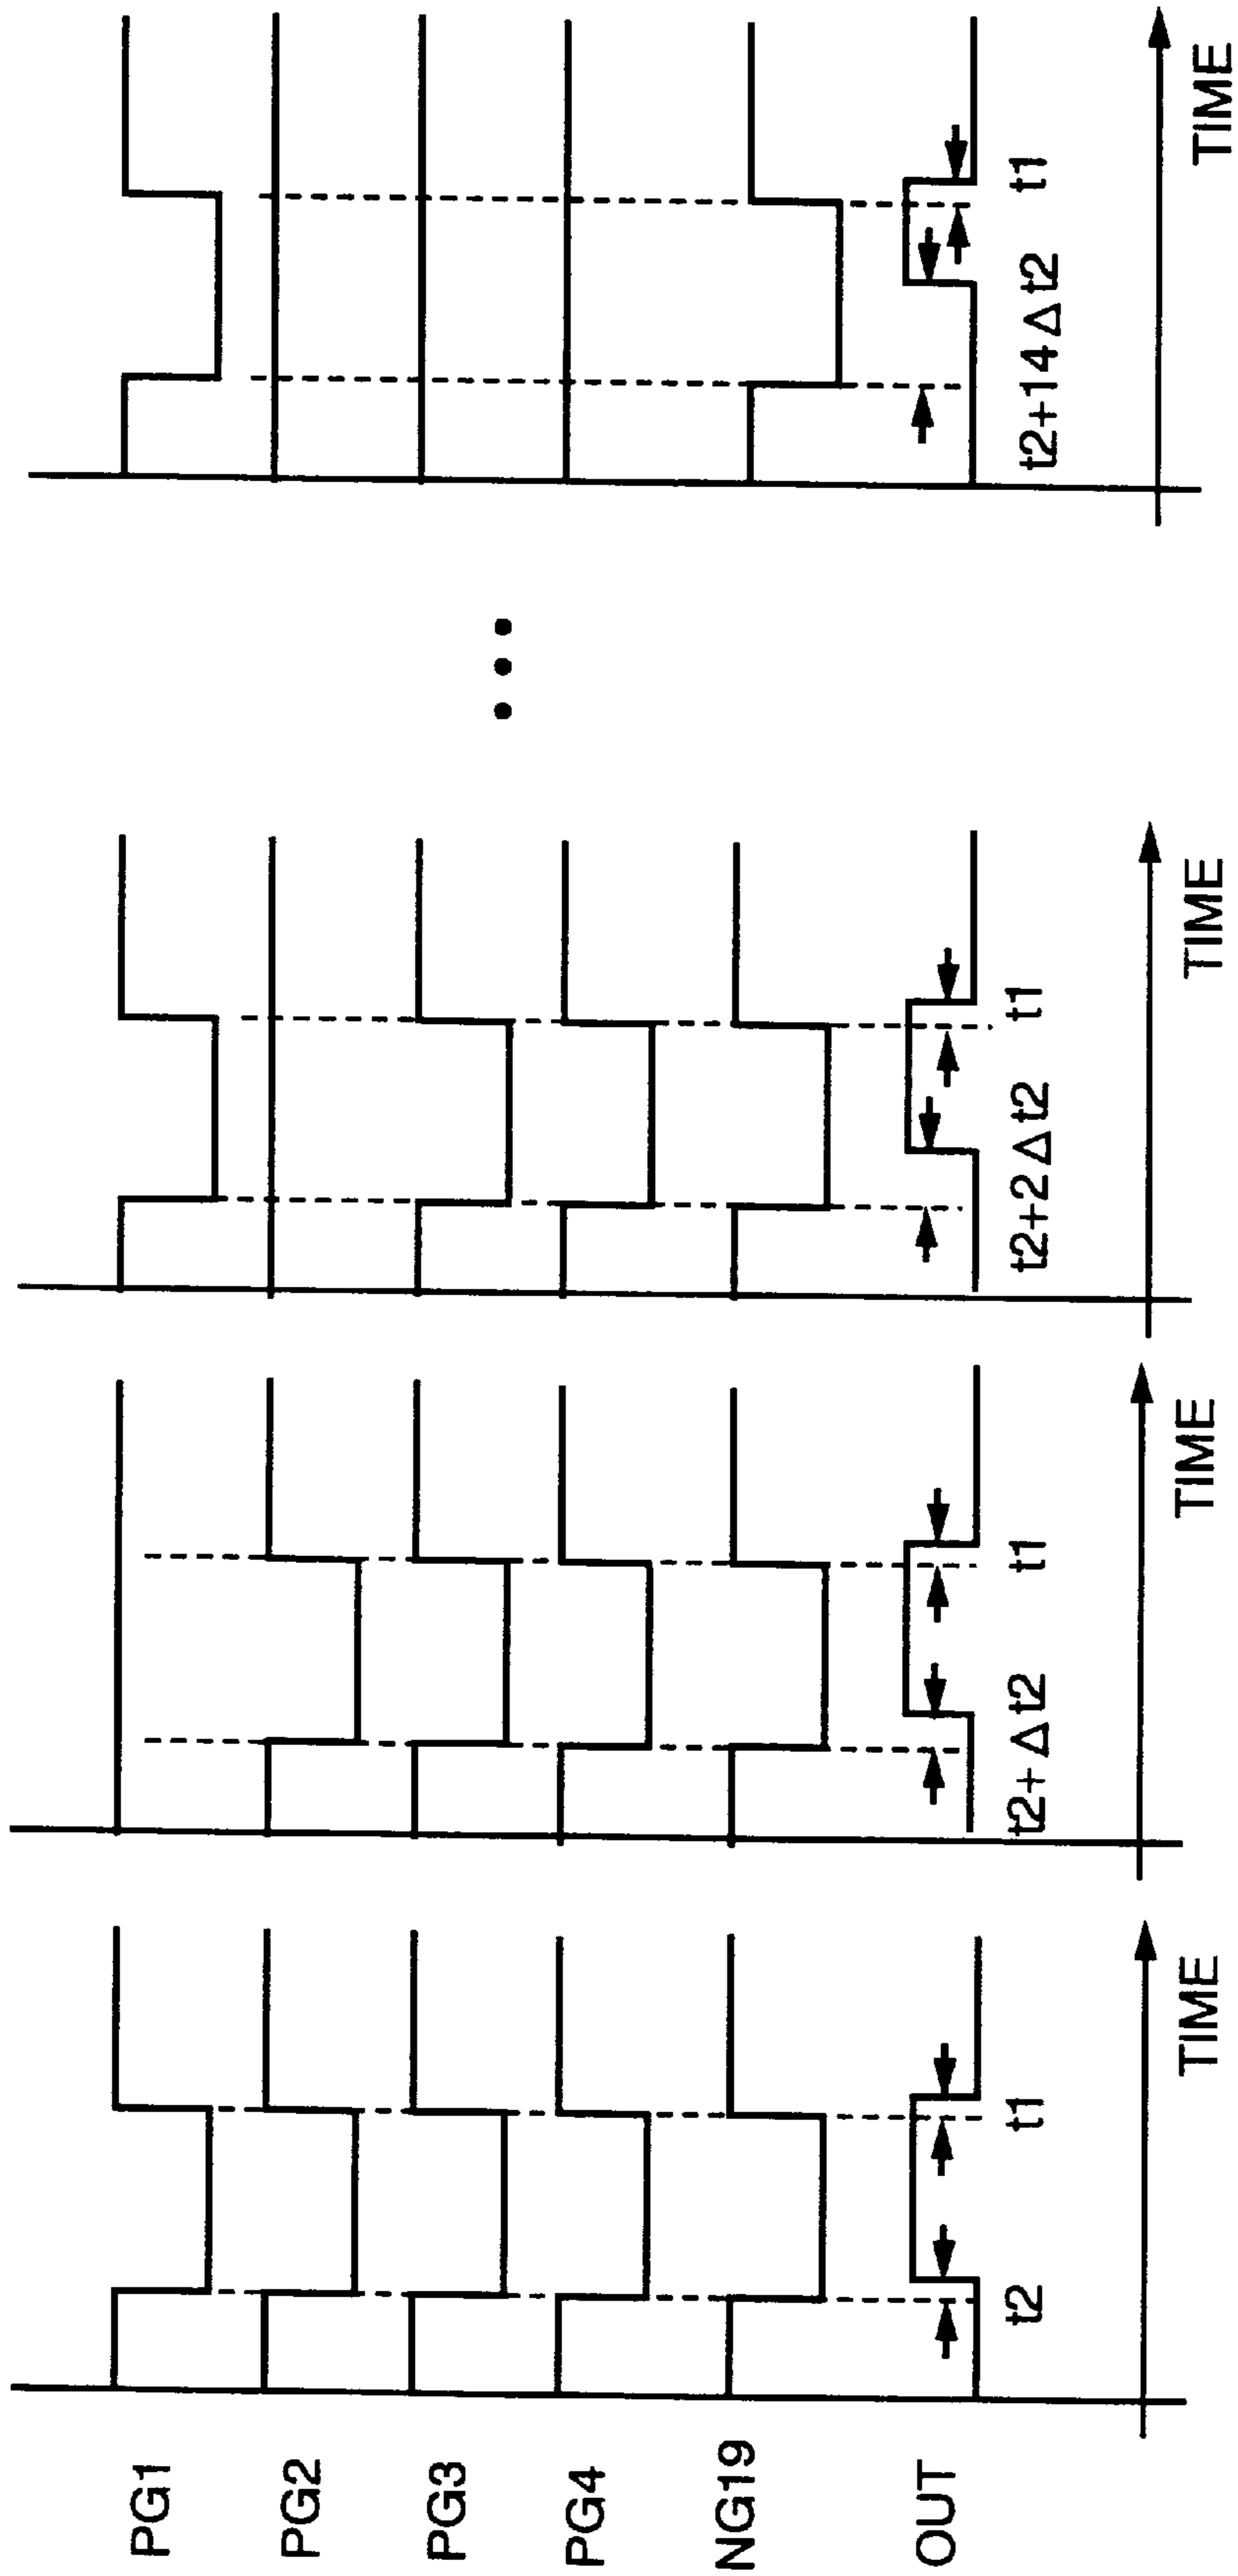 PG1
PG2
PG3
PG4
NG19
OUT
t2
t1
TIME
t2+Δt2
t1
TIME
t2+2Δt2
t1
TIME
t2+14Δt2
t1
TIME